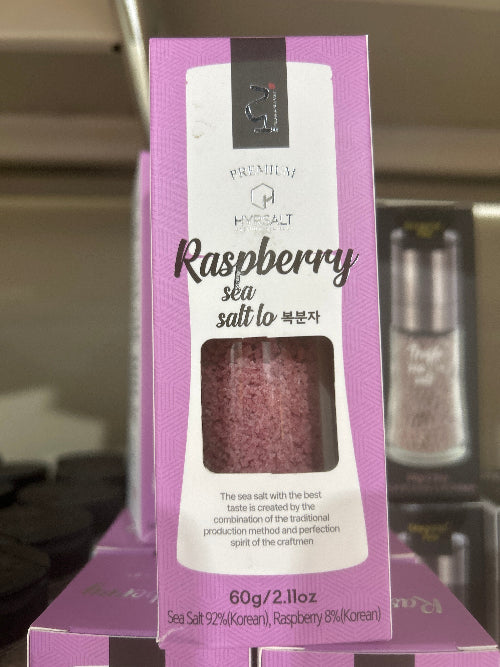 PREMIUM
HYRSALT
Raspberry
sea
salt lo 복분자
The sea salt with the best
taste is created by the
combination of the traditional
production method and perfection
spirit of the craftmen
60g/2.11oz
Sea Salt 92%(Korean), Raspberry 8%(Korean)